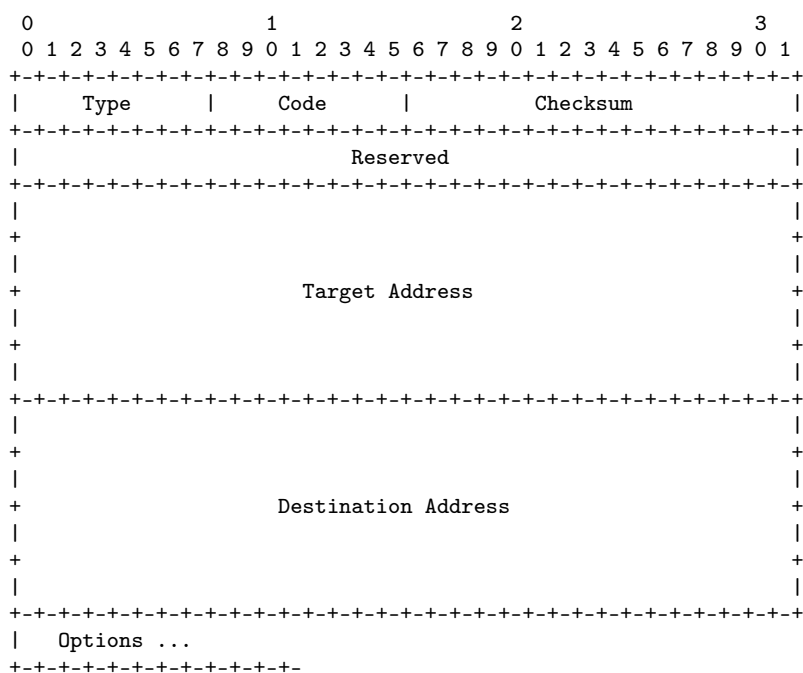 0                   1                   2                   3
0 1 2 3 4 5 6 7 8 9 0 1 2 3 4 5 6 7 8 9 0 1 2 3 4 5 6 7 8 9 0 1
+-+-+-+-+-+-+-+-+-+-+-+-+-+-+-+-+-+-+-+-+-+-+-+-+-+-+-+-+-+-+-+-+
|     Type      |     Code      |          Checksum             |
+-+-+-+-+-+-+-+-+-+-+-+-+-+-+-+-+-+-+-+-+-+-+-+-+-+-+-+-+-+-+-+-+
|                           Reserved                            |
+-+-+-+-+-+-+-+-+-+-+-+-+-+-+-+-+-+-+-+-+-+-+-+-+-+-+-+-+-+-+-+-+
|                                                               |
+                                                               +
|                                                               |
+                       Target Address                          +
|                                                               |
+                                                               +
|                                                               |
+-+-+-+-+-+-+-+-+-+-+-+-+-+-+-+-+-+-+-+-+-+-+-+-+-+-+-+-+-+-+-+-+
|                                                               |
+                                                               +
|                                                               |
+                     Destination Address                       +
|                                                               |
+                                                               +
|                                                               |
+-+-+-+-+-+-+-+-+-+-+-+-+-+-+-+-+-+-+-+-+-+-+-+-+-+-+-+-+-+-+-+-+
|   Options ...
+-+-+-+-+-+-+-+-+-+-+-+-